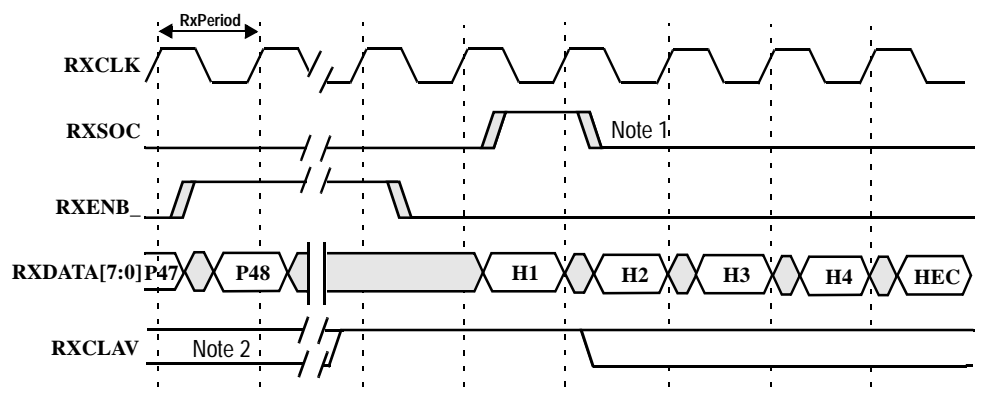 RxPeriod
RXCLK
RXSOC
Note 1
RXENB_
RXDATA[7:0] P47 P48 H1 H2 H3 H4 HEC
RXCLAV
Note 2